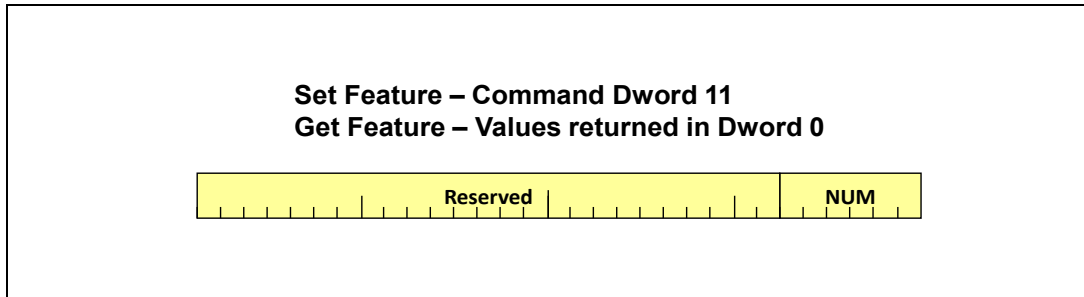 Set Feature – Command Dword 11
Get Feature – Values returned in Dword 0
Reserved NUM